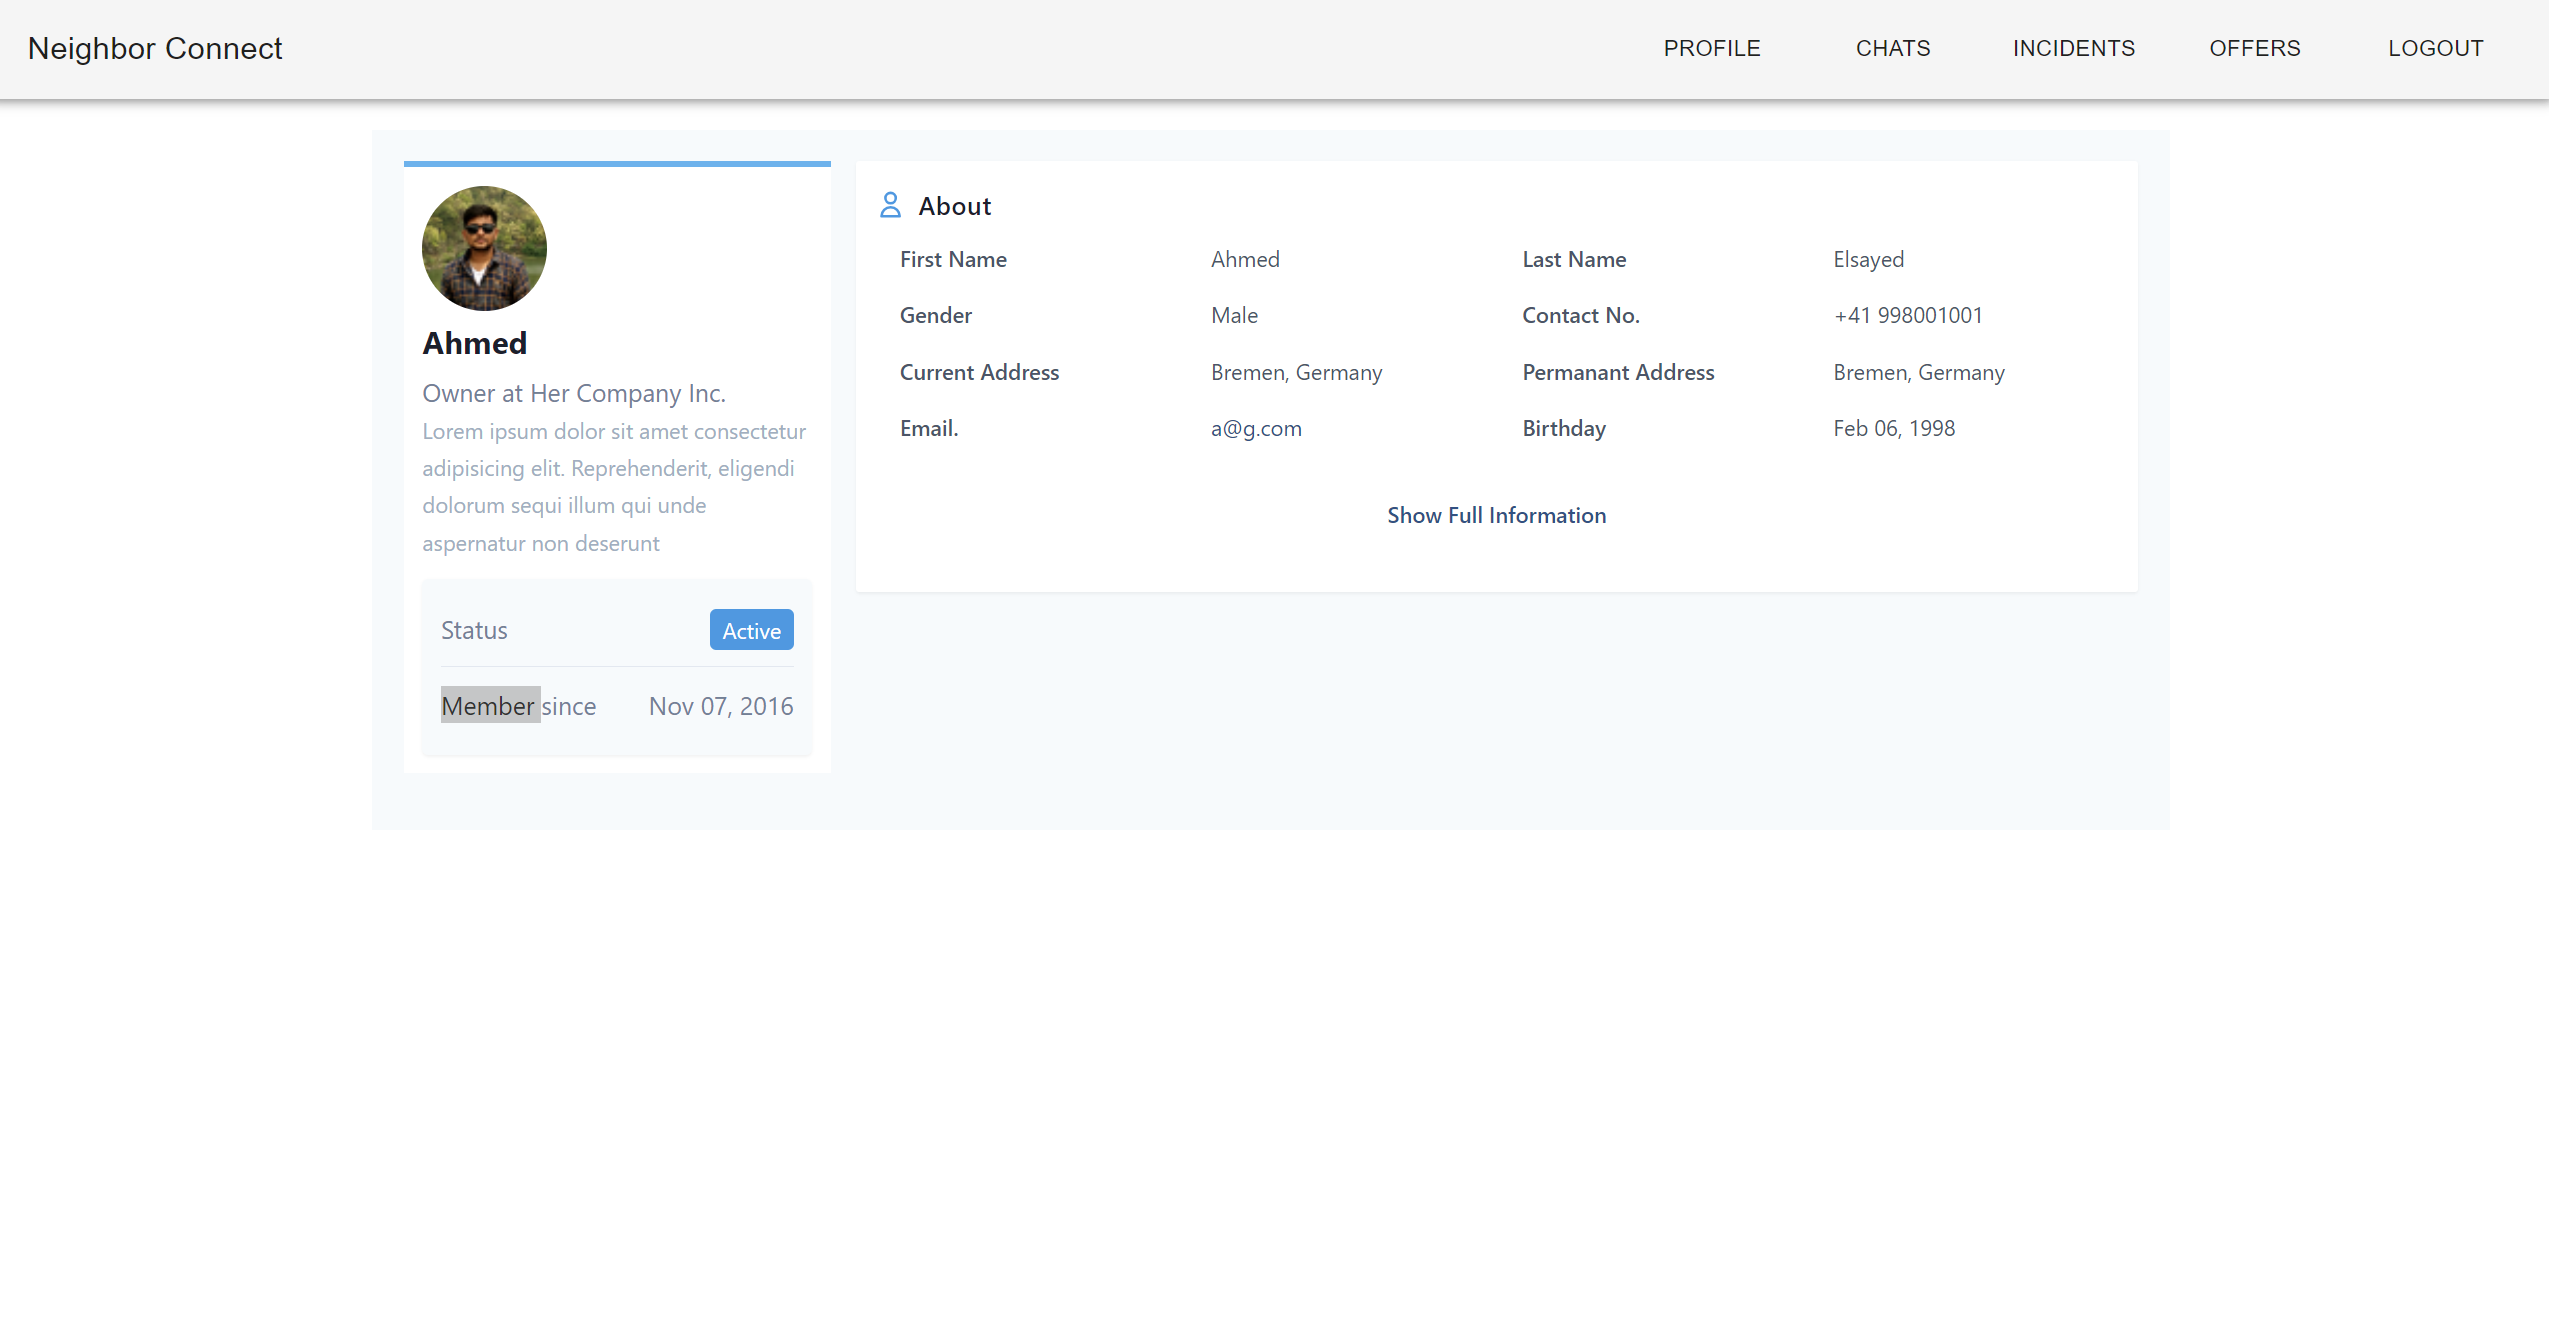 Neighbor Connect PROFILE CHATS INCIDENTS OFFERS LOGOUT
Ahmed
Owner at Her Company Inc.
Lorem ipsum dolor sit amet consectetur
adipisicing elit. Reprehenderit, eligendi
dolorum sequi illum qui unde
aspernatur non deserunt
Status Active
Member since Nov 07, 2016
About
First Name Ahmed Last Name Elsayed
Gender Male Contact No. +41 998001001
Current Address Bremen, Germany Permanant Address Bremen, Germany
Email. a@g.com Birthday Feb 06, 1998
Show Full Information